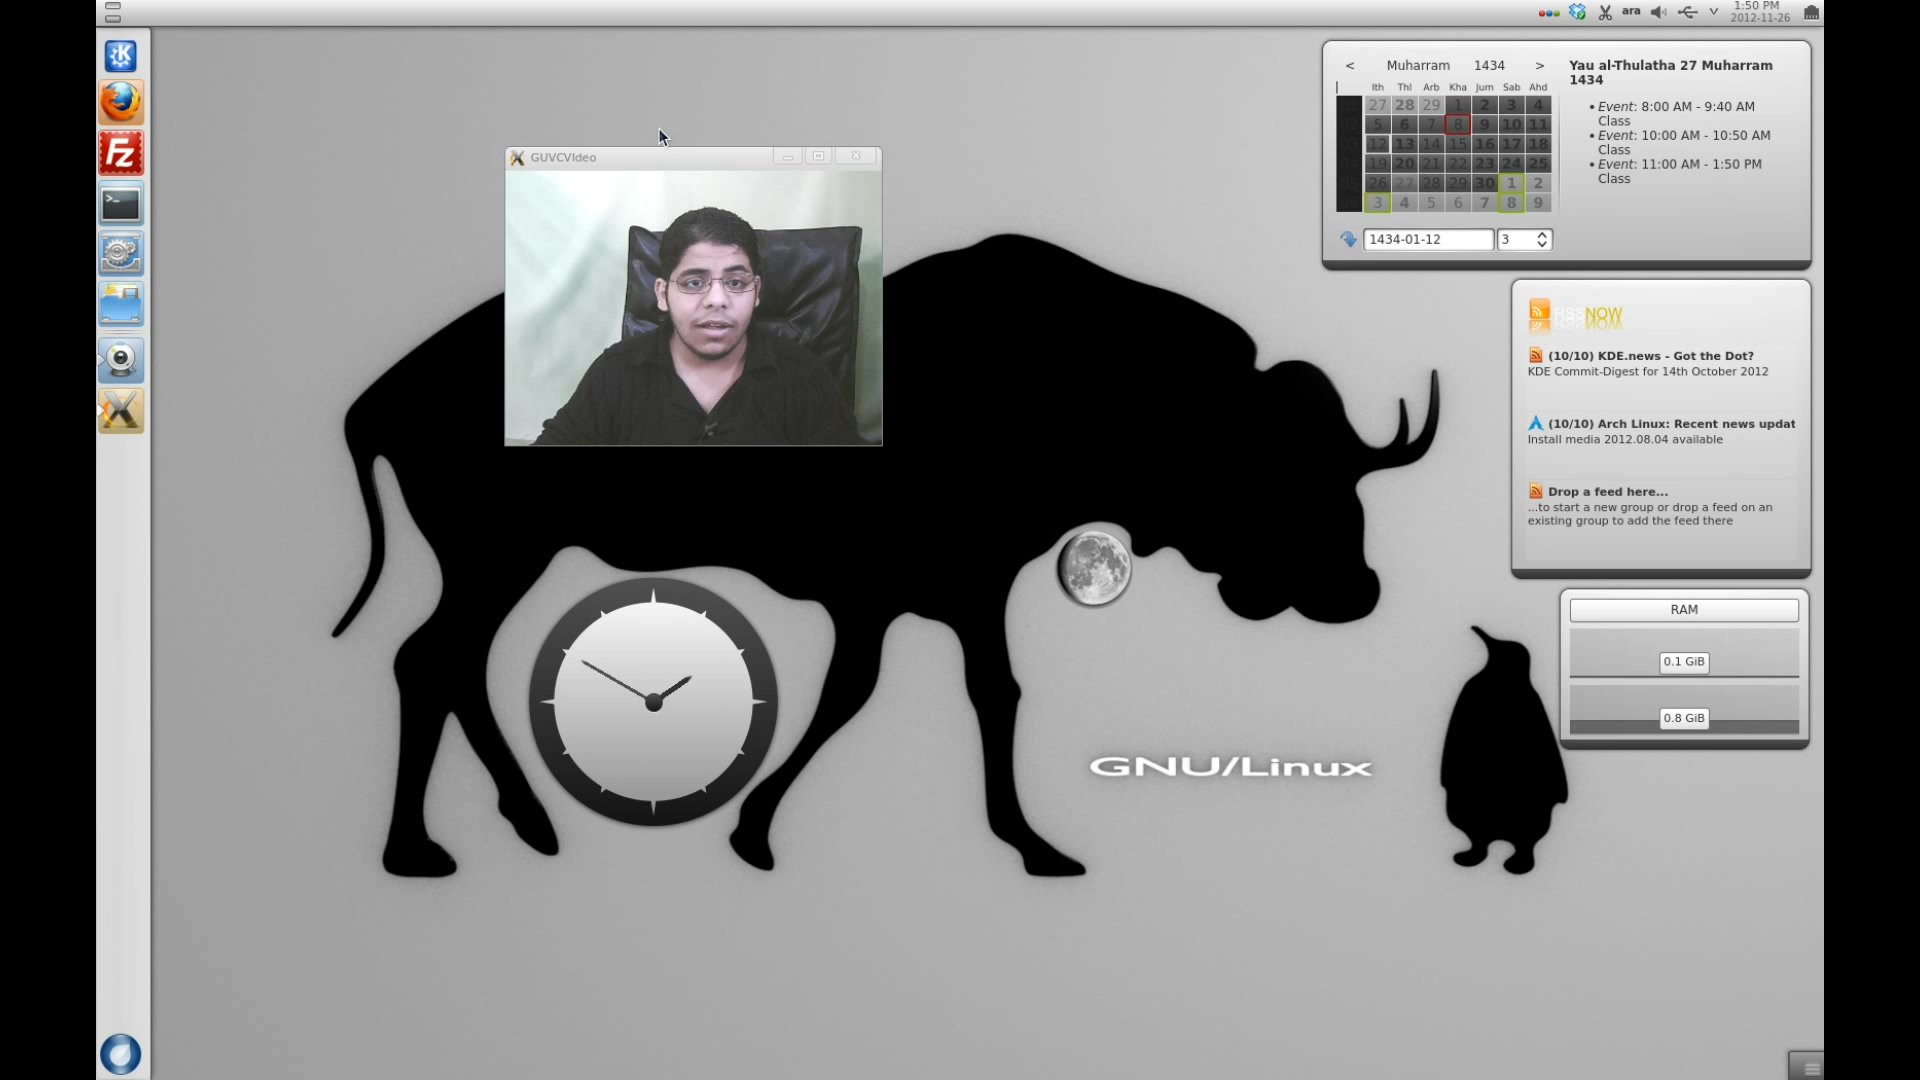 ara
1:50 PM
2012-11-26
GUVCVideo
< Muharram 1434 >
Ith Thl Arb Kha Jum Sab Ahd
27 28 29 1 2 3 4
5 6 7 8 9 10 11
12 13 14 15 16 17 18
19 20 21 22 23 24 25
26 27 28 29 30 1 2
3 4 5 6 7 8 9
1434-01-12 3
Yau al-Thulatha 27 Muharram
1434
• Event: 8:00 AM - 9:40 AM
Class
• Event: 10:00 AM - 10:50 AM
Class
• Event: 11:00 AM - 1:50 PM
Class
RSSNOW
(10/10) KDE.news - Got the Dot?
KDE Commit-Digest for 14th October 2012
(10/10) Arch Linux: Recent news updat
Install media 2012.08.04 available
Drop a feed here...
...to start a new group or drop a feed on an
existing group to add the feed there
RAM
0.1 GiB
0.8 GiB
GNU/Linux
Fz
>_